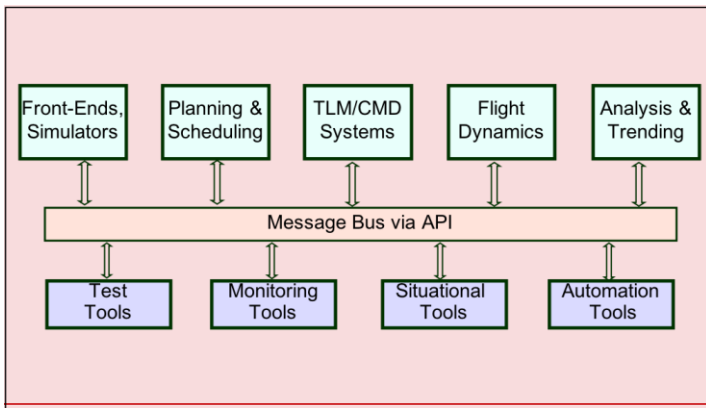 Front-Ends,
Simulators
Planning &
Scheduling
TLM/CMD
Systems
Flight
Dynamics
Analysis &
Trending
Message Bus via API
Test
Tools
Monitoring
Tools
Situational
Tools
Automation
Tools